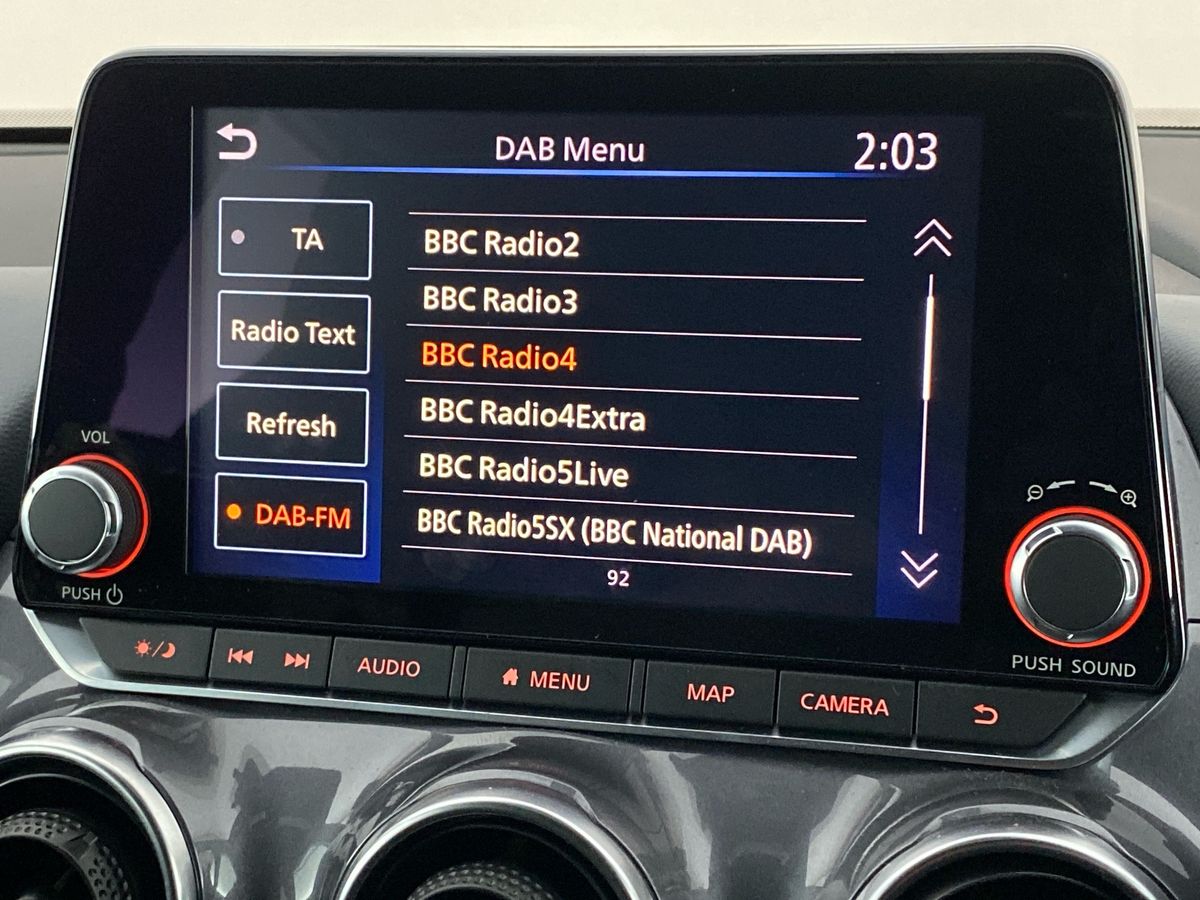 DAB Menu
2:03
TA
Radio Text
Refresh
DAB-FM
BBC Radio2
BBC Radio3
BBC Radio4
BBC Radio4Extra
BBC Radio5Live
BBC Radio5SX (BBC National DAB)
92
VOL
PUSH
PUSH SOUND
AUDIO
MENU
MAP
CAMERA